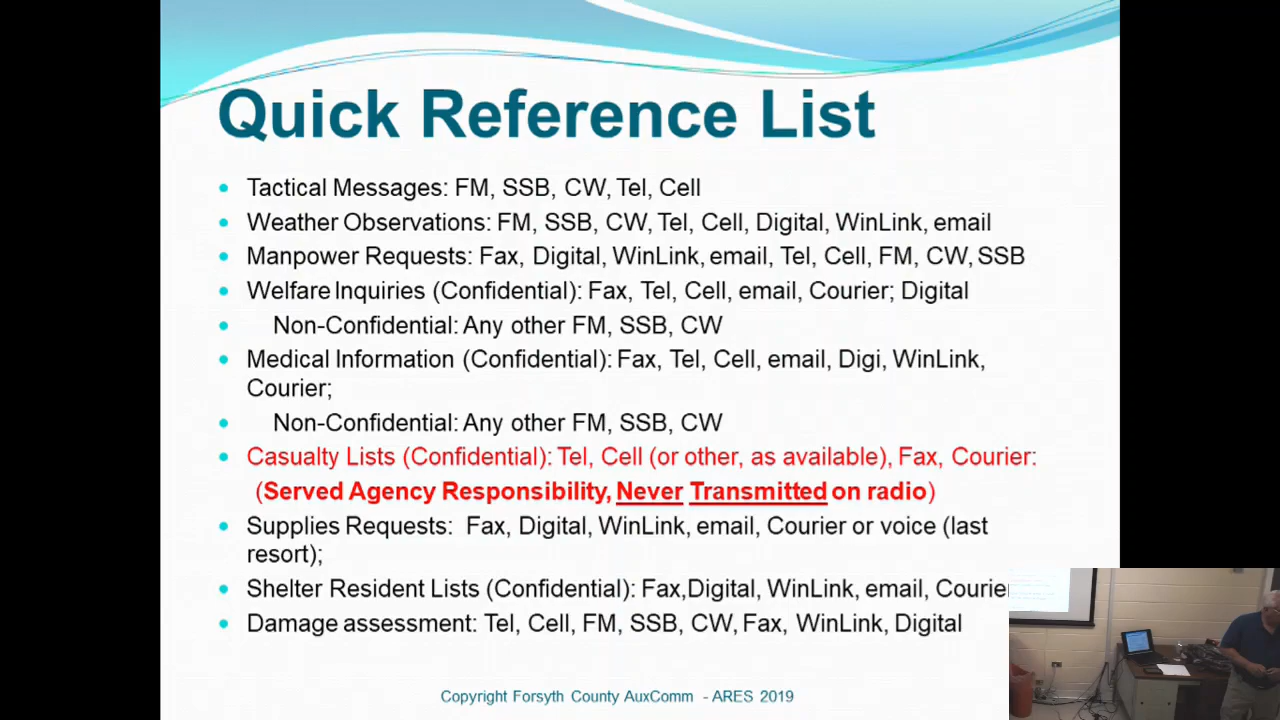 Quick Reference List
Tactical Messages: FM, SSB, CW, Tel, Cell
Weather Observations: FM, SSB, CW, Tel, Cell, Digital, WinLink, email
Manpower Requests: Fax, Digital, WinLink, email, Tel, Cell, FM, CW, SSB
Welfare Inquiries (Confidential): Fax, Tel, Cell, email, Courier; Digital
Non-Confidential: Any other FM, SSB, CW
Medical Information (Confidential): Fax, Tel, Cell, email, Digi, WinLink,
Courier;
Non-Confidential: Any other FM, SSB, CW
Casualty Lists (Confidential): Tel, Cell (or other, as available), Fax, Courier:
(Served Agency Responsibility, Never Transmitted on radio)
Supplies Requests: Fax, Digital, WinLink, email, Courier or voice (last
resort);
Shelter Resident Lists (Confidential): Fax,Digital, WinLink, email, Courier
Damage assessment: Tel, Cell, FM, SSB, CW, Fax, WinLink, Digital
Copyright Forsyth County AuxComm - ARES 2019